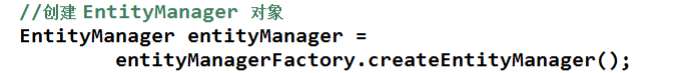 //创建 EntityManager 对象
EntityManager entityManager =
entityManagerFactory.createEntityManager();